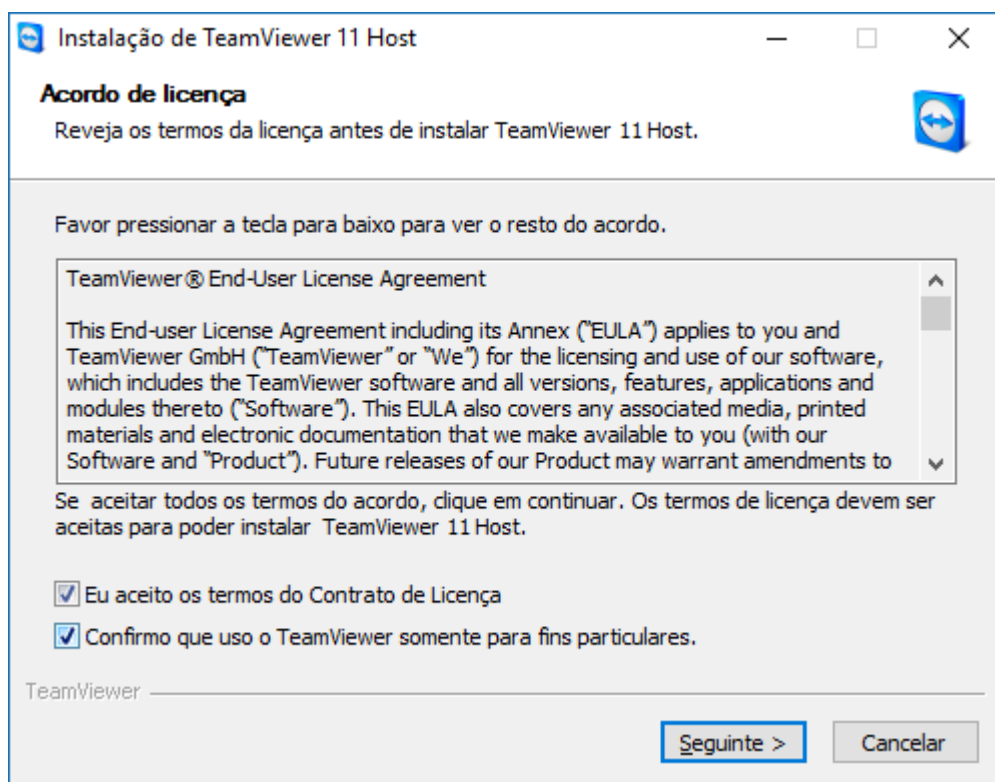 Instalação de TeamViewer 11 Host
Acordo de licença
Reveja os termos da licença antes de instalar TeamViewer 11 Host.
Favor pressionar a tecla para baixo para ver o resto do acordo.
TeamViewer® End-User License Agreement
This End-user License Agreement including its Annex ("EULA") applies to you and
TeamViewer GmbH ("TeamViewer" or "We") for the licensing and use of our software,
which includes the TeamViewer software and all versions, features, applications and
modules thereto ("Software"). This EULA also covers any associated media, printed
materials and electronic documentation that we make available to you (with our
Software and "Product"). Future releases of our Product may warrant amendments to
Se  aceitar todos os termos do acordo, clique em continuar. Os termos de licença devem ser
aceitas para poder instalar  TeamViewer 11 Host.
Eu aceito os termos do Contrato de Licença
Confirmo que uso o TeamViewer somente para fins particulares.
TeamViewer
Seguinte >
Cancelar